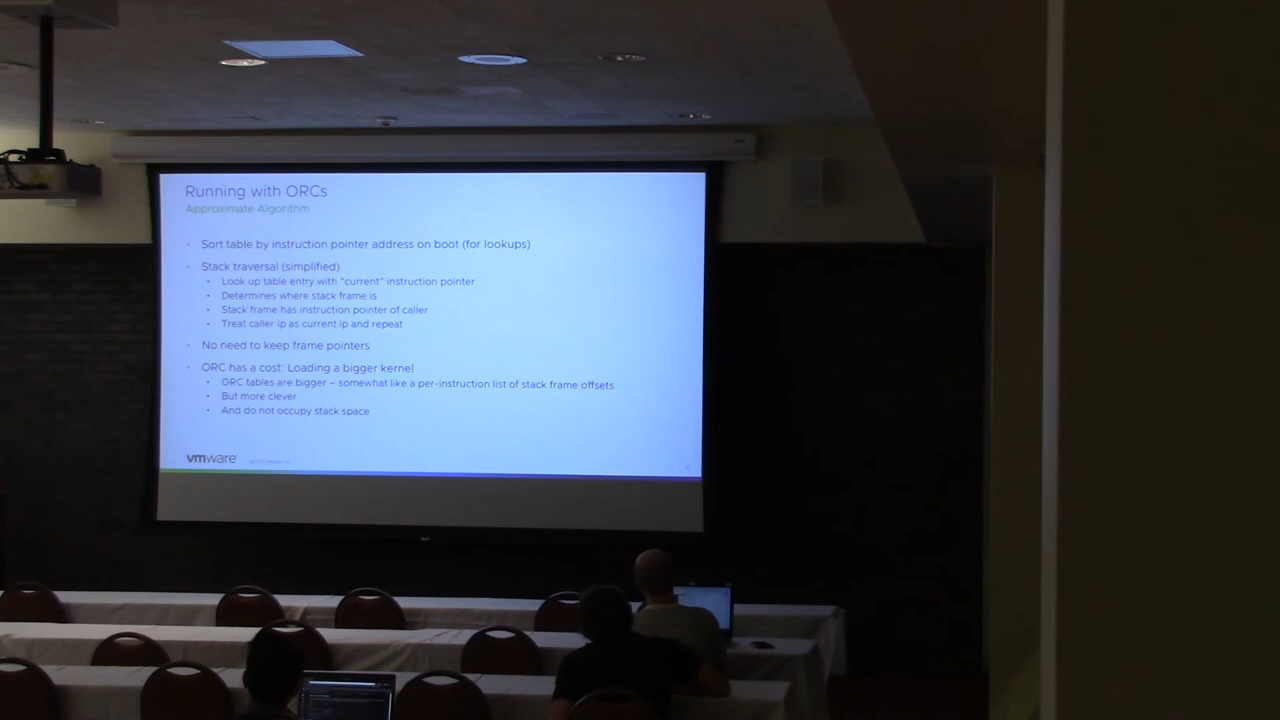 Running with ORCs
Approximate Algorithm
Sort table by instruction pointer address on boot (for lookups)
Stack traversal (simplified)
Look up table entry with "current" instruction pointer
Determines where stack frame is
Stack frame has instruction pointer of caller
Treat caller ip as current ip and repeat
No need to keep frame pointers
ORC has a cost: Loading a bigger kernel
ORC tables are bigger – somewhat like a per-instruction list of stack frame offsets
But more clever
And do not occupy stack space
vmware